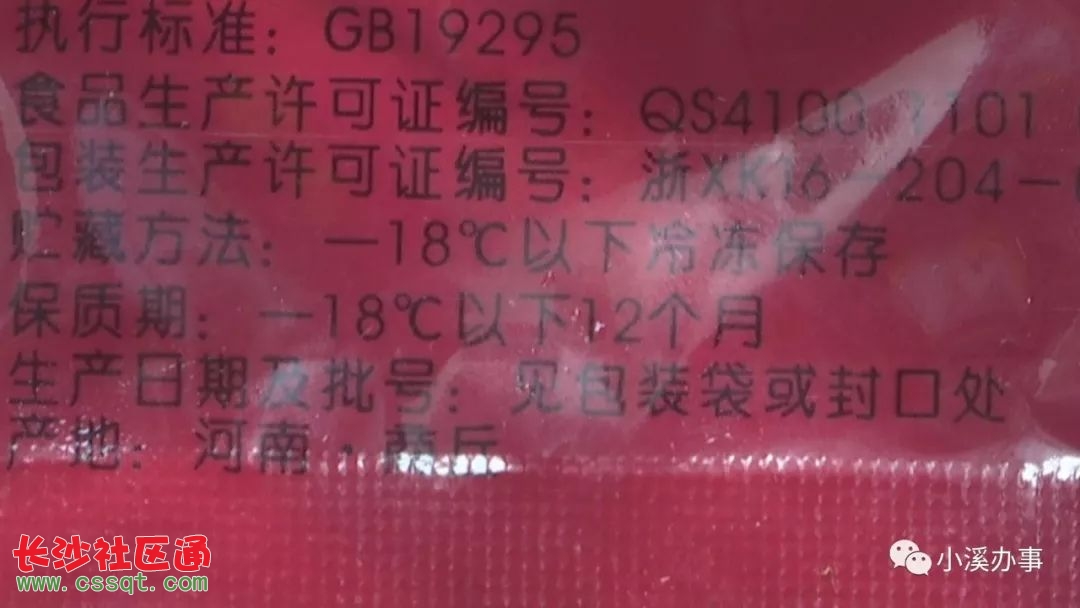 执行标准：GB19295
食品生产许可证编号：QS4100 1101
包装生产许可证编号：浙XK16-204-
贮藏方法：-18℃以下冷冻保存
保质期：-18℃以下12个月
生产日期及批号：见包装袋或封口处
产地：河南·
长沙社区通
www.cssqt.com
小溪办事